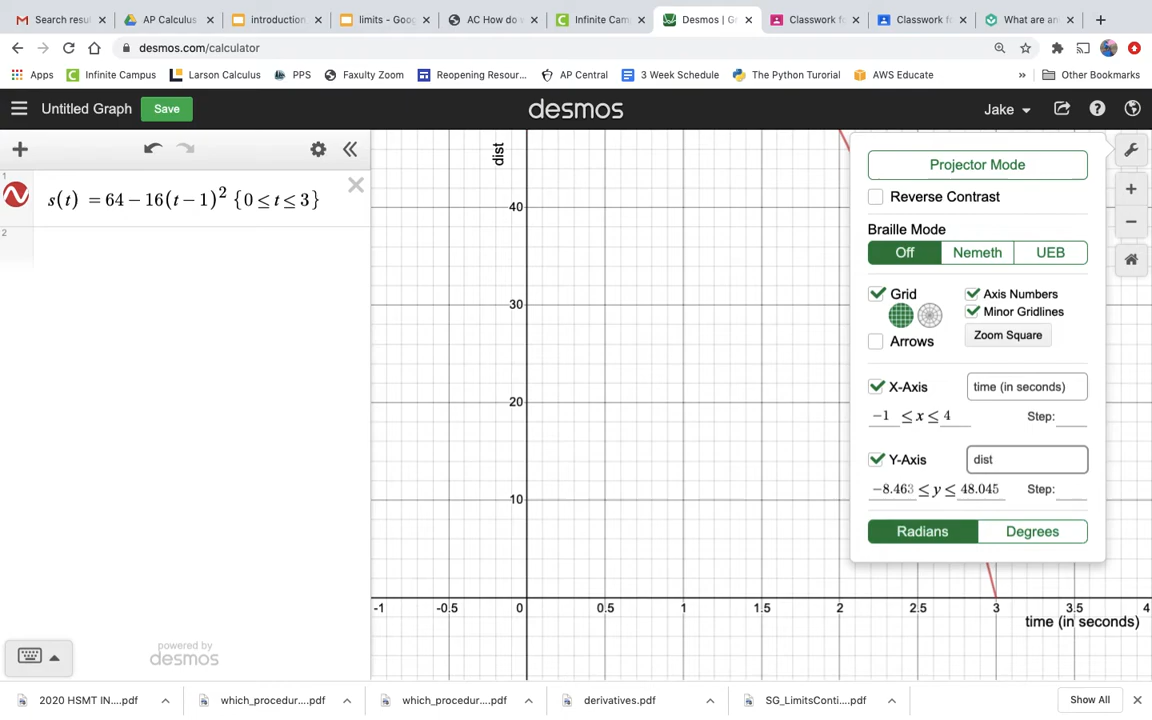 Search resu
AP Calculus
introduction
limits - Goog
AC How do
Infinite Cam
Desmos | G
Classwork f
Classwork f
What are an
desmos.com/calculator
Apps
Infinite Campus
Larson Calculus
PPS
Faxulty Zoom
Reopening Resour...
AP Central
3 Week Schedule
The Python Turorial
AWS Educate
»
Other Bookmarks
Untitled Graph
Save
desmos
Jake
1
s(t) = 64 − 16(t − 1)² {0 ≤ t ≤ 3}
2
dist
40
30
20
10
-1 -0.5 0 0.5 1 1.5 2 2.5 3 3.5 4
time (in seconds)
Projector Mode
Reverse Contrast
Braille Mode
Off Nemeth UEB
Grid
Axis Numbers
Minor Gridlines
Arrows
Zoom Square
X-Axis
time (in seconds)
−1 ≤ x ≤ 4 Step:
Y-Axis
dist
−8.463 ≤ y ≤ 48.045 Step:
Radians Degrees
powered by
desmos
2020 HSMT IN....pdf
which_procedur....pdf
which_procedur....pdf
derivatives.pdf
SG_LimitsConti....pdf
Show All